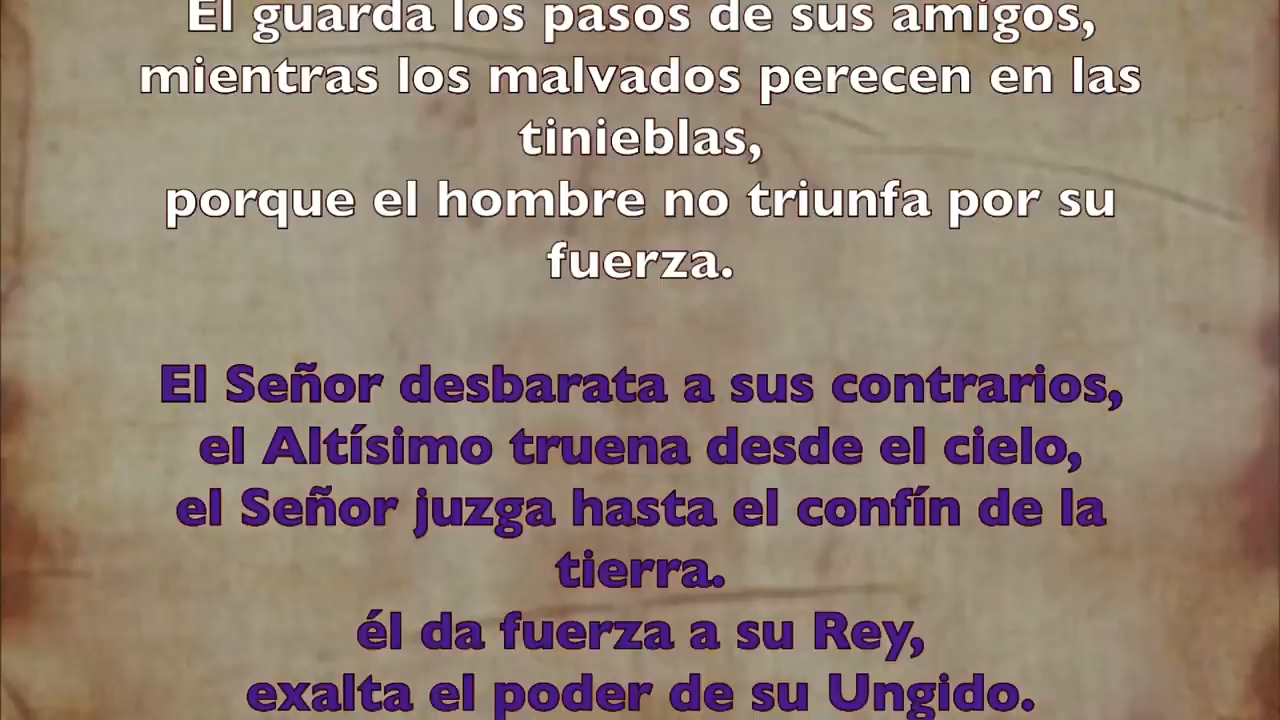 El guarda los pasos de sus amigos,
mientras los malvados perecen en las
tinieblas,
porque el hombre no triunfa por su
fuerza.
El Señor desbarata a sus contrarios,
el Altísimo truena desde el cielo,
el Señor juzga hasta el confín de la
tierra.
él da fuerza a su Rey,
exalta el poder de su Ungido.